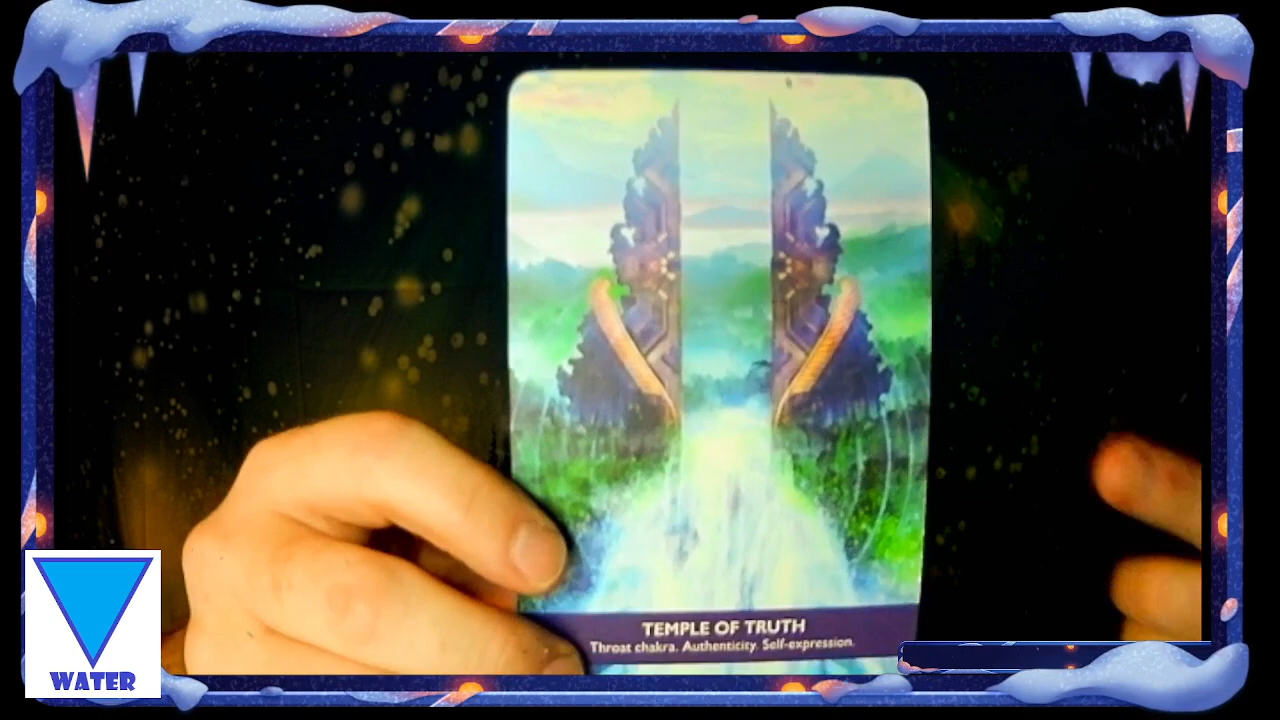 TEMPLE OF TRUTH
Throat chakra. Authenticity. Self-expression.
WATER